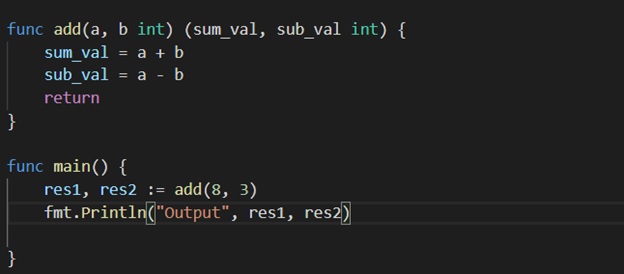 func add(a, b int) (sum_val, sub_val int) {
    sum_val = a + b
    sub_val = a - b
    return
}
func main() {
    res1, res2 := add(8, 3)
    fmt.Println("Output", res1, res2)
}